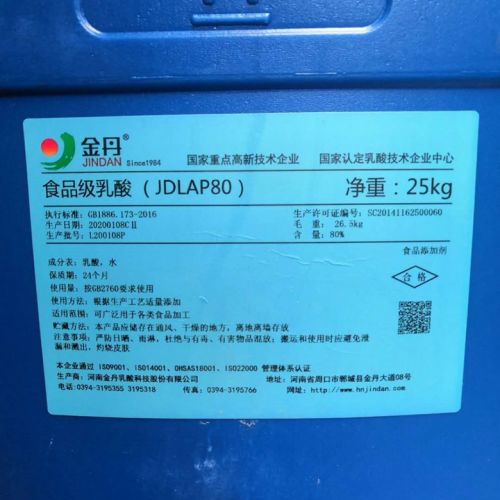 金丹®
JINDAN Since1984
国家重点高新技术企业 国家认定乳酸技术企业中心
食品级乳酸(JDLAP80) 净重:25kg
执行标准:GB1886.173-2016 生产许可证编号:SC20141162500060
生产日期:20200108CⅡ 毛 重:26.5kg
生产批号:L200108P 含 量:80%
食品添加剂
成分表:乳酸,水
保质期:24个月
合格
使用量:按GB2760要求使用
使用方法:根据生产工艺适量添加
适用范围:可广泛用于各类食品加工
贮藏方法:本产品应储存在通风、干燥的地方,离地离墙存放
注意事项:严防日晒、雨淋,杜绝与有毒、有害物品混放;搬运和使用时应避免泄
漏和溅出,灼烧皮肤
本企业通过 ISO9001、ISO14001、OHSAS18001、ISO22000 管理体系认证
生产商:河南金丹乳酸科技股份有限公司 地址:河南省周口市郸城县金丹大道08号
电话:0394-3195355 3195318 传真:0394-3195766 http://www.hnjindan.com